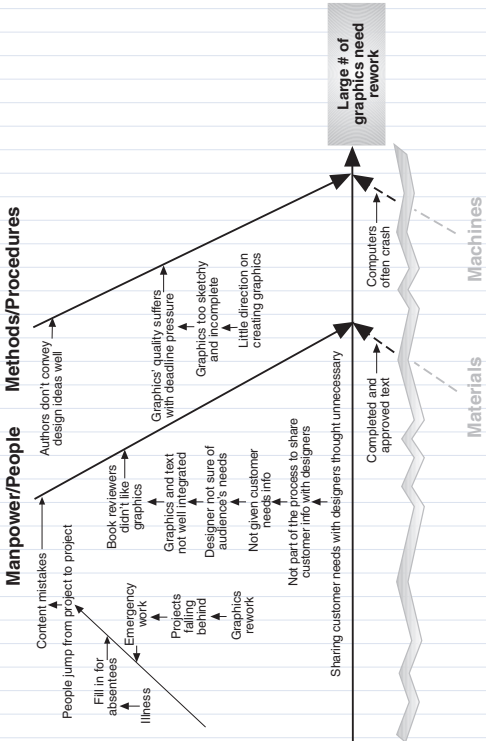 Manpower/People
Methods/Procedures
Content mistakes
People jump from project to project
Fill in for
absentees
Illness
Emergency
work
Projects
falling
behind
Graphics
rework
Book reviewers
didn't like
graphics
Graphics and text
not well integrated
Designer not sure of
audience's needs
Not given customer
needs info
Not part of the process to share
customer info with designers
Sharing customer needs with designers thought unnecessary
Authors don't convey
design ideas well
Graphics' quality suffers
with deadline pressure
Graphics too sketchy
and incomplete
Little direction on
creating graphics
Large # of
graphics need
rework
Completed and
approved text
Computers
often crash
Materials
Machines